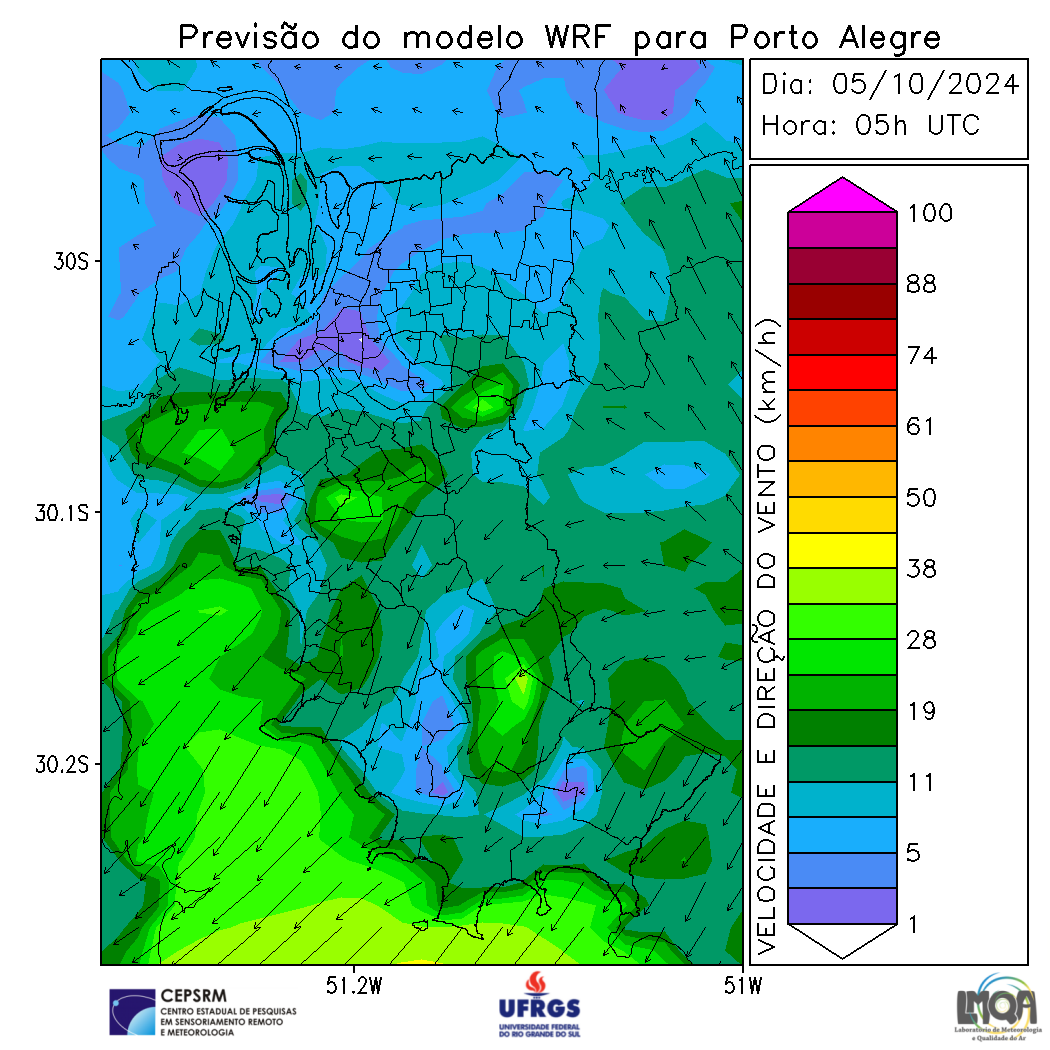 Previsão do modelo WRF para Porto Alegre
Dia: 05/10/2024
Hora: 05h UTC
30S
30.1S
30.2S
51.2W
51W
VELOCIDADE E DIREÇÃO DO VENTO (km/h)
100
88
74
61
50
38
28
19
11
5
1
CEPSRM
CENTRO ESTADUAL DE PESQUISAS
EM SENSORIAMENTO REMOTO
E METEOROLOGIA
UFRGS
UNIVERSIDADE FEDERAL
DO RIO GRANDE DO SUL
LMQA
Laboratório de Meteorologia
e Qualidade do Ar